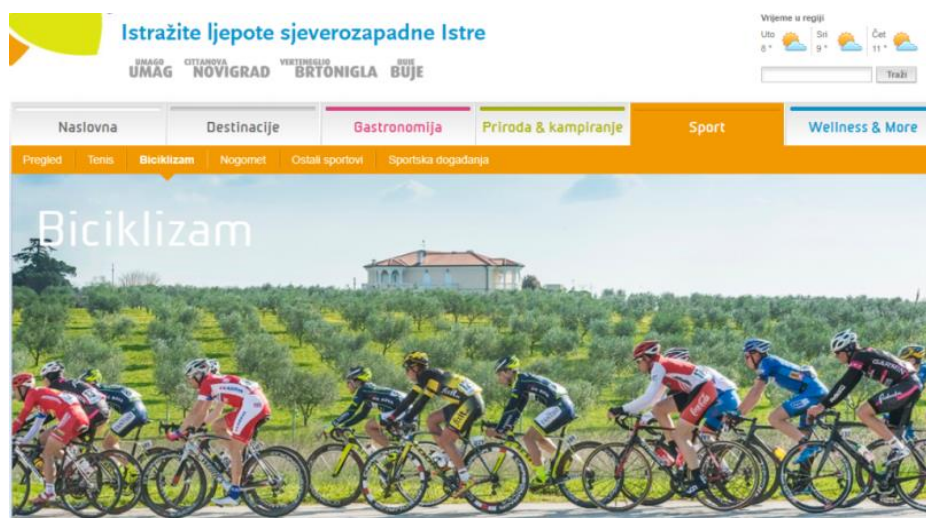 Istražite ljepote sjeverozapadne Istre
Vrijeme u regiji
Uto Sri Čet
8° 9° 11°
UMAGO CITTANOVA VERTENEGLIO BUIE
UMAG NOVIGRAD BRTONIGLA BUJE
Traži
Naslovna Destinacije Gastronomija Priroda & kampiranje Sport Wellness & More
Pregled Tenis Biciklizam Nogomet Ostali sportovi Sportska događanja
Biciklizam